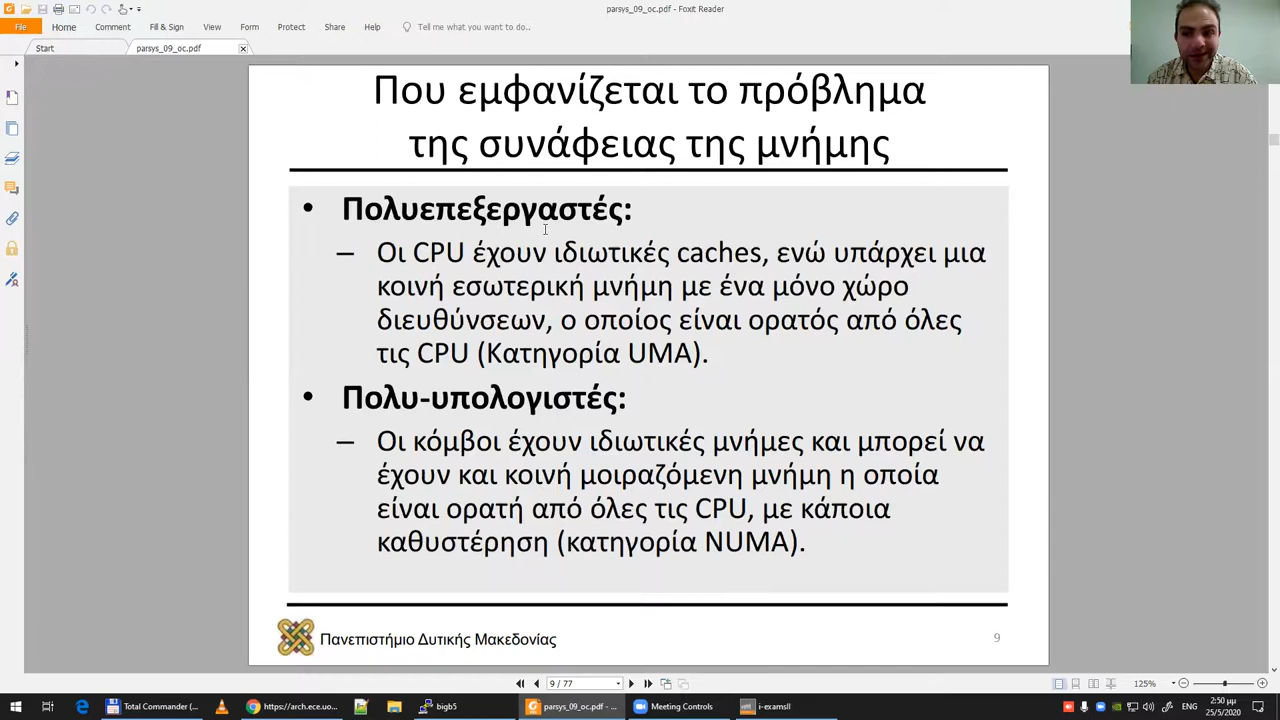 parsys_09_oc.pdf - Foxit Reader
File Home Comment Fill & Sign View Form Protect Share Help Tell me what you want to do..
Start parsys_09_oc.pdf
Που εμφανίζεται το πρόβλημα
της συνάφειας της μνήμης
• Πολυεπεξεργαστές:
– Οι CPU έχουν ιδιωτικές caches, ενώ υπάρχει μια
κοινή εσωτερική μνήμη με ένα μόνο χώρο
διευθύνσεων, ο οποίος είναι ορατός από όλες
τις CPU (Κατηγορία UMA).
• Πολυ-υπολογιστές:
– Οι κόμβοι έχουν ιδιωτικές μνήμες και μπορεί να
έχουν και κοινή μοιραζόμενη μνήμη η οποία
είναι ορατή από όλες τις CPU, με κάποια
καθυστέρηση (κατηγορία NUMA).
Πανεπιστήμιο Δυτικής Μακεδονίας
9
9 / 77
125%
Total Commander (... https://arch.ece.uo... bigb5 parsys_09_oc.pdf - ... Meeting Controls i-examsII
2:50 μμ
25/5/2020